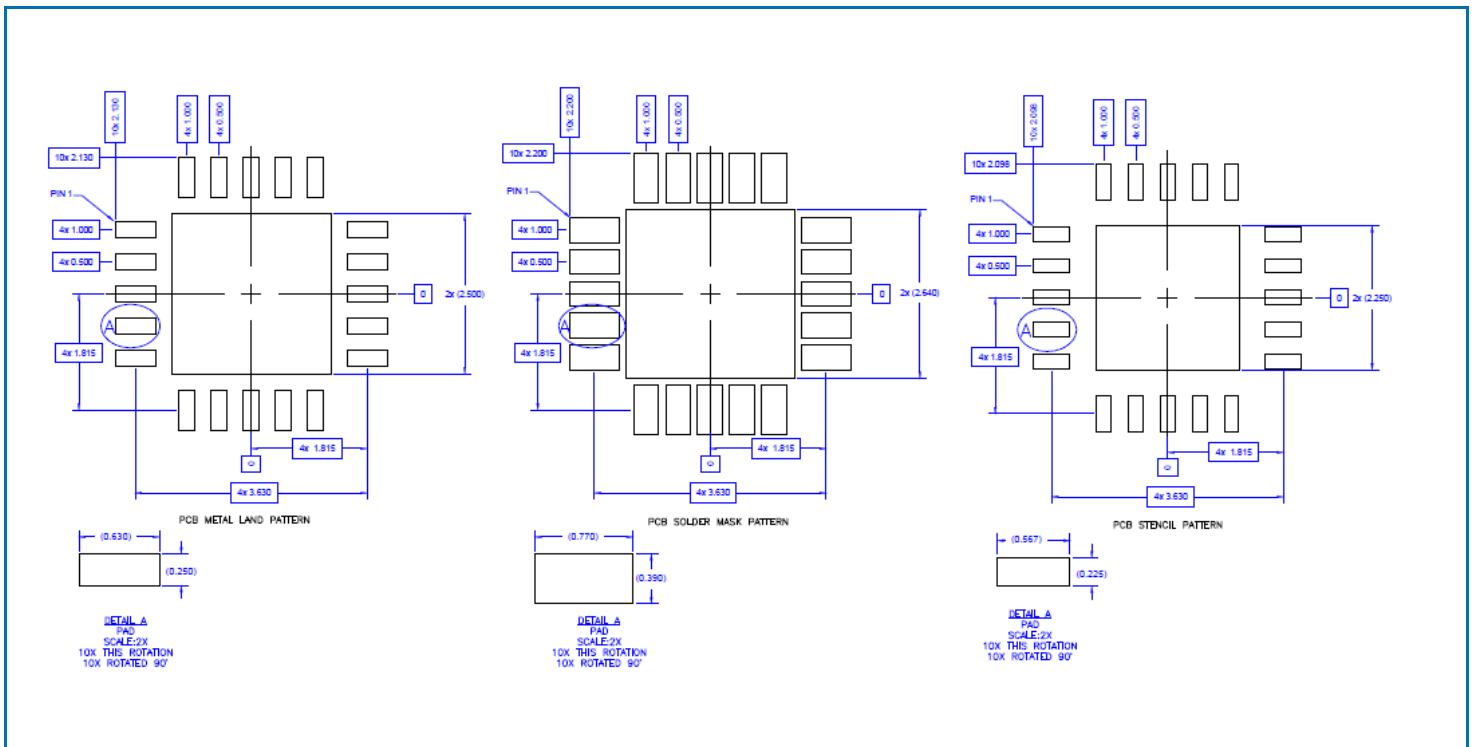 10x 2.130
4x 1.000
4x 0.500
10x 2.130
PIN 1
4x 1.000
4x 0.500
A
0
2x (2.500)
4x 1.815
4x 1.815
0
4x 3.630
PCB METAL LAND PATTERN
(0.630)
(0.250)
DETAIL A
PAD
SCALE:2X
10X THIS ROTATION
10X ROTATED 90'
10x 2.200
4x 1.000
4x 0.500
10x 2.200
PIN 1
4x 1.000
4x 0.500
A
0
2x (2.640)
4x 1.815
4x 1.815
0
4x 3.630
PCB SOLDER MASK PATTERN
(0.770)
(0.390)
DETAIL A
PAD
SCALE:2X
10X THIS ROTATION
10X ROTATED 90'
10x 2.098
4x 1.000
4x 0.500
10x 2.098
PIN 1
4x 1.000
4x 0.500
A
0
2x (2.250)
4x 1.815
4x 1.815
0
4x 3.630
PCB STENCIL PATTERN
(0.567)
(0.225)
DETAIL A
PAD
SCALE:2X
10X THIS ROTATION
10X ROTATED 90'